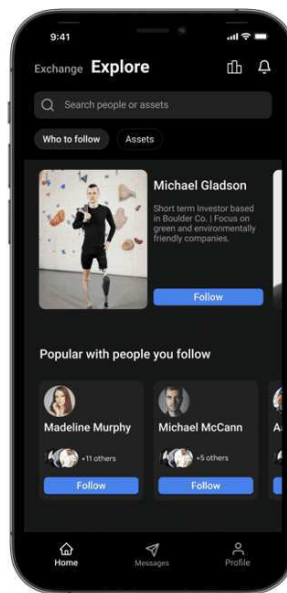 9:41
Exchange Explore
Search people or assets
Who to follow
Assets
Michael Gladson
Short term Investor based
in Boulder Co. | Focus on
green and environmentally
friendly companies.
Follow
Popular with people you follow
Madeline Murphy
Michael McCann
+11 others
+5 others
Follow
Follow
Home
Messages
Profile